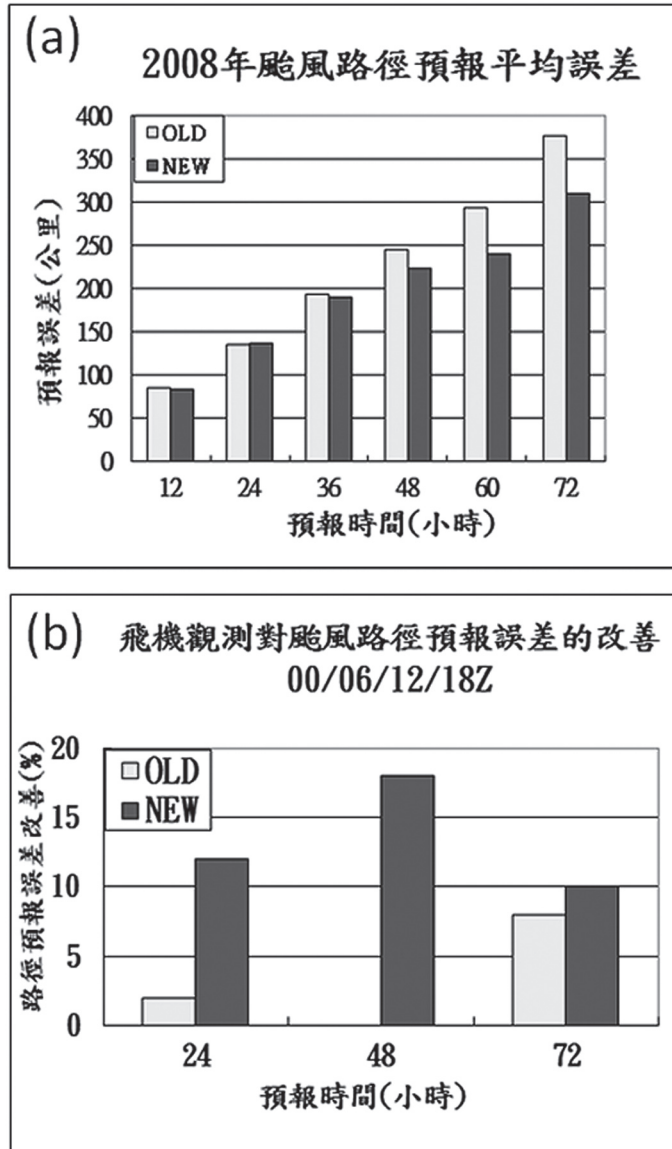 (a)
2008年颱風路徑預報平均誤差
預報誤差(公里)
400
350
300
250
200
150
100
50
0
OLD
NEW
12 24 36 48 60 72
預報時間(小時)
(b)
飛機觀測對颱風路徑預報誤差的改善
00/06/12/18Z
路徑預報誤差改善(%)
20
15
10
5
0
OLD
NEW
24 48 72
預報時間(小時)